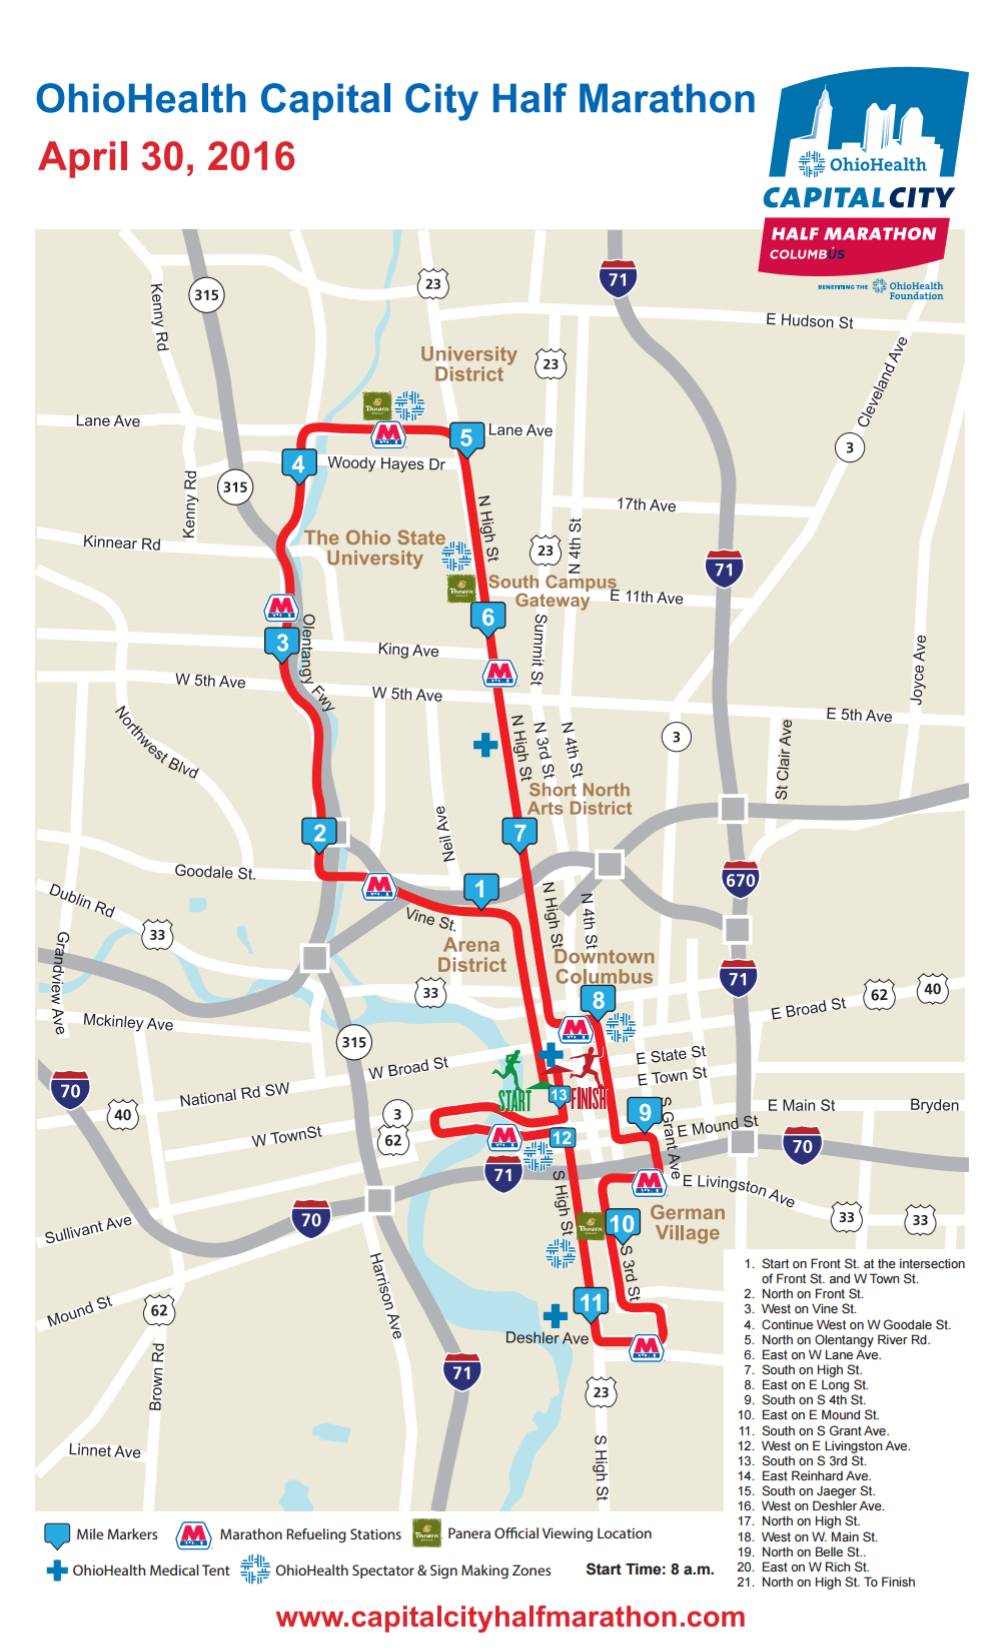 OhioHealth Capital City Half Marathon
April 30, 2016
OhioHealth
CAPITAL CITY
HALF MARATHON
COLUMBUS
BENEFITING THE OhioHealth
Foundation
315
Kenny Rd
23
71
E Hudson St
University
District
23
Cleveland Ave
Panera
Lane Ave
M
5
Lane Ave
3
4
Woody Hayes Dr
315
Kenny Rd
N High St
17th Ave
Kinnear Rd
The Ohio State
University
23
N 4th St
71
Panera
South Campus
Gateway
E 11th Ave
M
6
Olentangy Fwy
Summit St
3
King Ave
Joyce Ave
M
W 5th Ave
W 5th Ave
E 5th Ave
Northwest Blvd
N High St
N 3rd St
N 4th St
3
St Clair Ave
Short North
Arts District
Neil Ave
2
7
Goodale St.
M
1
670
Dublin Rd
Vine St.
N High St
N 4th St
33
Grandview Ave
Arena
District
Downtown
Columbus
71
33
8
62
40
E Broad St
Mckinley Ave
M
315
W Broad St
E State St
E Town St
70
National Rd SW
START
13
FINISH
40
3
9
S Grant Ave
E Main St
Bryden
W TownSt
62
M
12
E Mound St
70
71
S High St
M
E Livingston Ave
Sullivant Ave
70
Panera
10
German
Village
33
33
Harrison Ave
S 3rd St
Mound St
62
11
Deshler Ave
M
Brown Rd
71
23
Linnet Ave
S High St
1. Start on Front St. at the intersection
of Front St. and W Town St.
2. North on Front St.
3. West on Vine St.
4. Continue West on W Goodale St.
5. North on Olentangy River Rd.
6. East on W Lane Ave.
7. South on High St.
8. East on E Long St.
9. South on S 4th St.
10. East on E Mound St.
11. South on S Grant Ave.
12. West on E Livingston Ave.
13. South on S 3rd St.
14. East Reinhard Ave.
15. South on Jaeger St.
16. West on Deshler Ave.
17. North on High St.
18. West on W. Main St.
19. North on Belle St..
20. East on W Rich St.
21. North on High St. To Finish
Mile Markers
M
Marathon Refueling Stations
Panera
Panera Official Viewing Location
OhioHealth Medical Tent
OhioHealth Spectator & Sign Making Zones
Start Time: 8 a.m.
www.capitalcityhalfmarathon.com